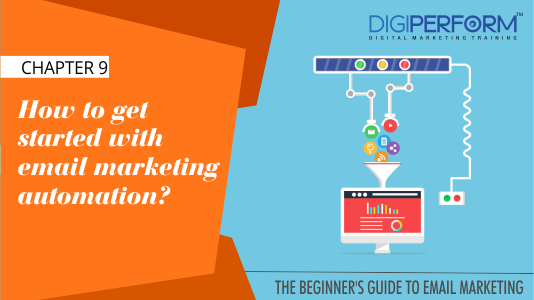 DIGIPERFORM™
DIGITAL MARKETING TRAINING
CHAPTER 9
How to get
started with
email marketing
automation?
THE BEGINNER'S GUIDE TO EMAIL MARKETING